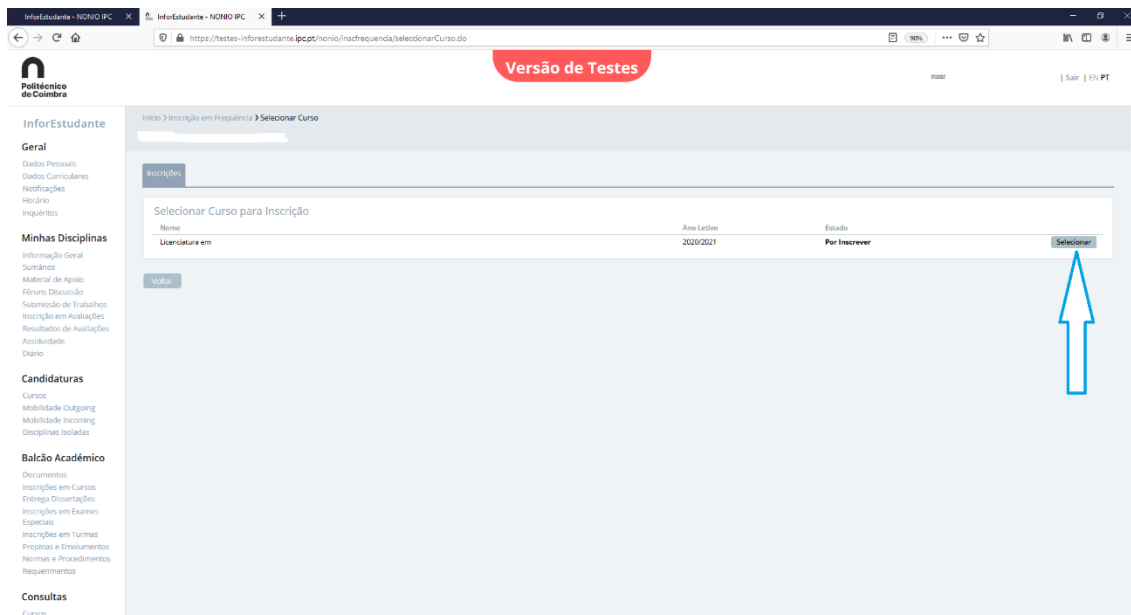 InforEstudante - NONIO IPC
InforEstudante - NONIO IPC
https://testes-inforestudante.ipc.pt/nonio/inscfrequencia/seleccionarCurso.do
90%
Politécnico
de Coimbra
Versão de Testes
| Sair | EN PT
InforEstudante
Início > Inscrição em Frequência > Selecionar Curso
Geral
Dados Pessoais
Dados Curriculares
Notificações
Horário
Inquéritos
Inscrições
Selecionar Curso para Inscrição
Nome Ano Letivo Estado
Licenciatura em 2020/2021 Por Inscrever Selecionar
Voltar
Minhas Disciplinas
Informação Geral
Sumários
Material de Apoio
Fóruns Discussão
Submissão de Trabalhos
Inscrição em Avaliações
Resultados de Avaliações
Assiduidade
Diário
Candidaturas
Cursos
Mobilidade Outgoing
Mobilidade Incoming
Disciplinas Isoladas
Balcão Académico
Documentos
Inscrições em Cursos
Entrega Dissertações
Inscrições em Exames
Especiais
Inscrições em Turmas
Propinas e Emolumentos
Normas e Procedimentos
Requerimentos
Consultas
Cursos